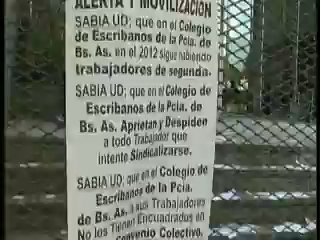 ALERTA Y MOVILIZACION
SABIA UD; que en el Colegio
de Escribanos de la Pcia. de
Bs. As. en el 2012 sigue habiendo
trabajadores de segunda.
SABIA UD; que en el Colegio
de Escribanos de la Pcia. de
Bs. As. Aprietan y Despiden
a todo Trabajador que
intente Sindicalizarse.
SABIA UD; que en el Colegio
de Escribanos de la Pcia.
de Bs. As. a sus Trabajadores
No los Tienen Encuadrados en
Convenio Colectivo,